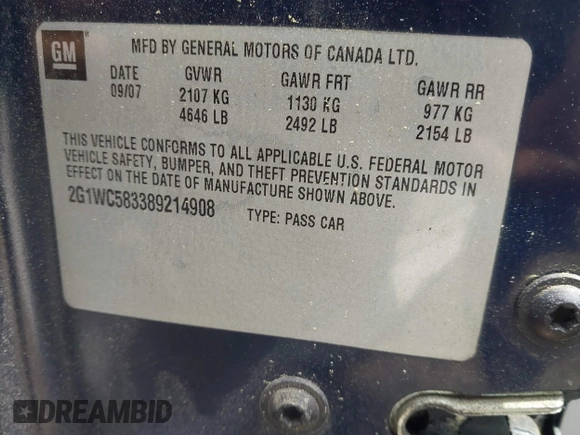 GM
MFD BY GENERAL MOTORS OF CANADA LTD.
DATE GVWR GAWR FRT GAWR RR
09/07 2107 KG 1130 KG 977 KG
4646 LB 2492 LB 2154 LB
THIS VEHICLE CONFORMS TO ALL APPLICABLE U.S. FEDERAL MOTOR
VEHICLE SAFETY, BUMPER, AND THEFT PREVENTION STANDARDS IN
EFFECT ON THE DATE OF MANUFACTURE SHOWN ABOVE.
2G1WC583389214908 TYPE: PASS CAR
DREAMBID